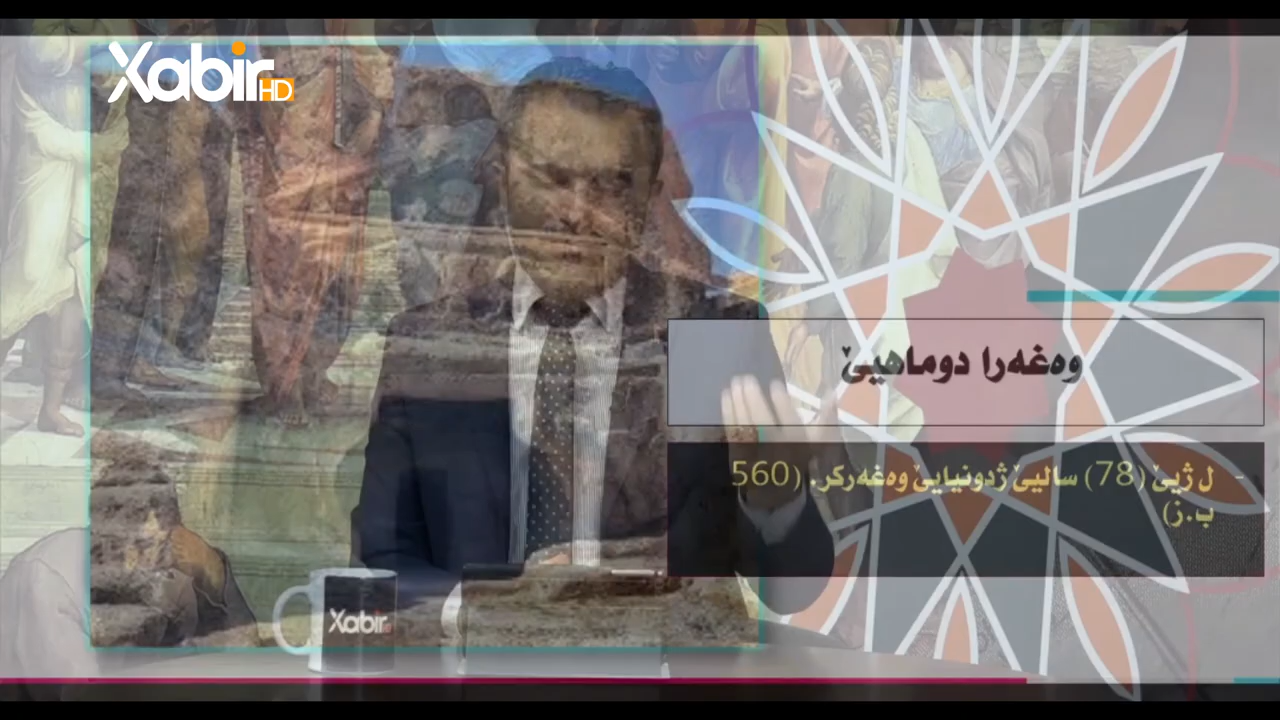 Xabir HD
وەغەرا دوماهیێ
- ل ژیێ (78) سالیێ ژدونیایێ وەغەرکر. (560
ب.ز)
Xabir